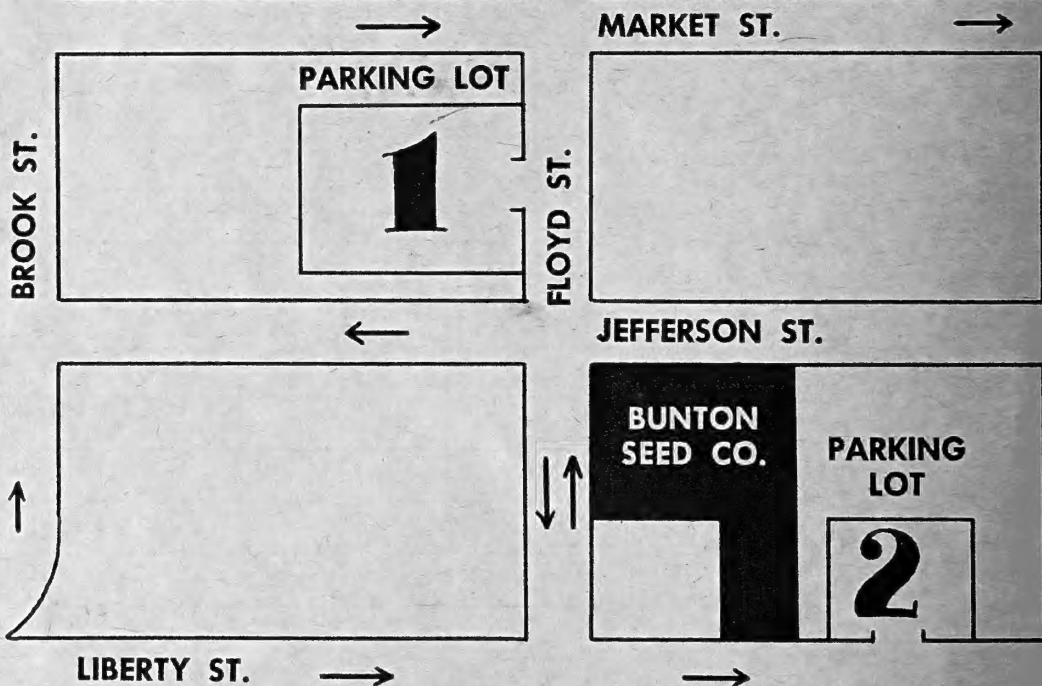 MARKET ST.
PARKING LOT
1
BROOK ST.
FLOYD ST.
JEFFERSON ST.
BUNTON
SEED CO.
PARKING
LOT
2
LIBERTY ST.